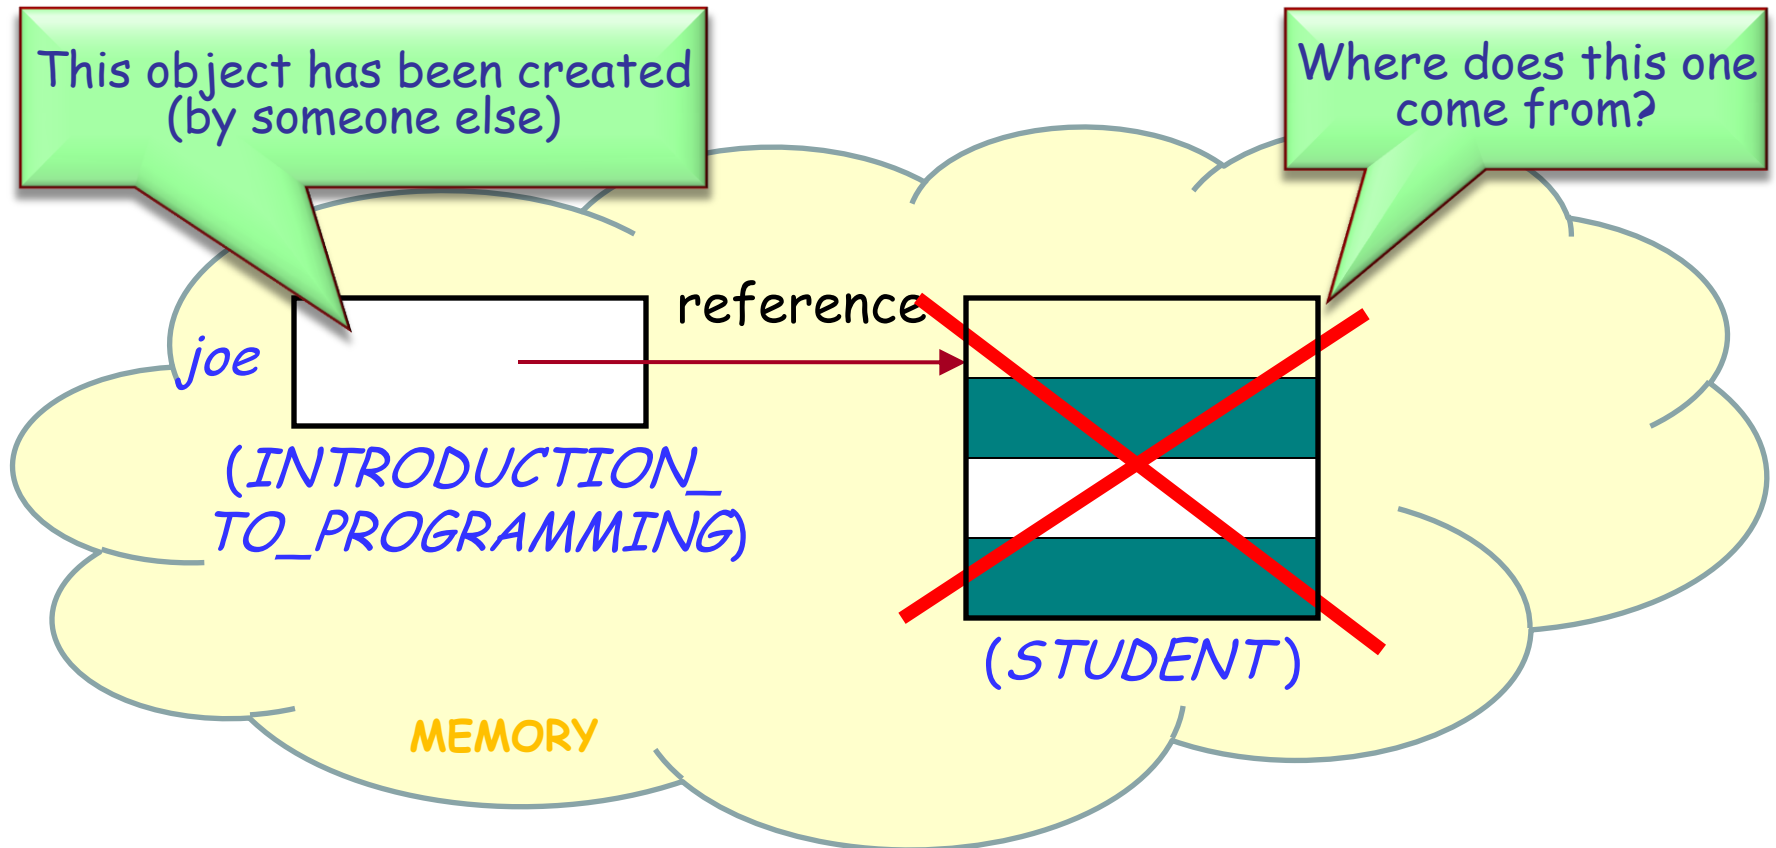 This object has been created
(by someone else)
Where does this one
come from?
reference
joe
(INTRODUCTION_
TO_PROGRAMMING)
(STUDENT)
MEMORY